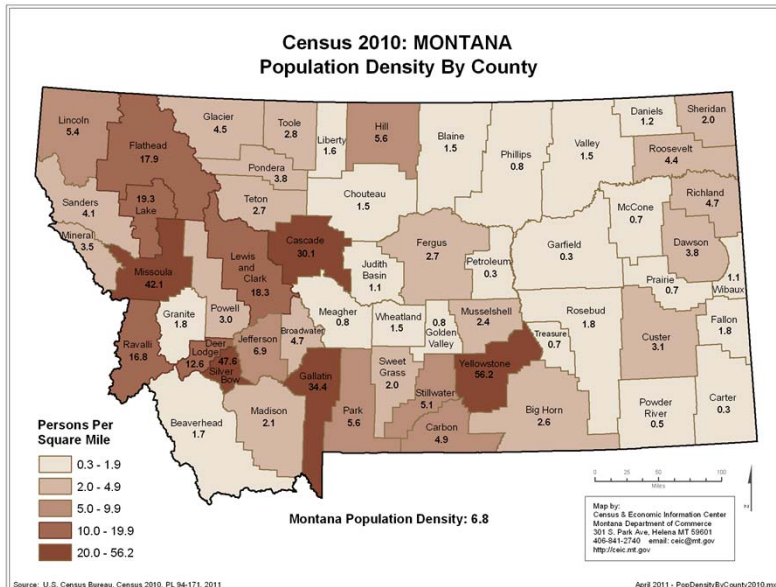 Census 2010: MONTANA
Population Density By County
Lincoln
5.4
Flathead
17.9
Glacier
4.5
Toole
2.8
Liberty
1.6
Hill
5.6
Blaine
1.5
Phillips
0.8
Valley
1.5
Daniels
1.2
Sheridan
2.0
Roosevelt
4.4
Pondera
3.8
Teton
2.7
Chouteau
1.5
Richland
4.7
McCone
0.7
Sanders
4.1
19.3
Lake
Mineral
3.5
Missoula
42.1
Lewis
and
Clark
18.3
Cascade
30.1
Judith
Basin
1.1
Fergus
2.7
Petroleum
0.3
Garfield
0.3
Dawson
3.8
Prairie
0.7
1.1
Wibaux
Granite
1.8
Powell
3.0
Meagher
0.8
Wheatland
1.5
0.8
Golden
Valley
Musselshell
2.4
Treasure
0.7
Rosebud
1.8
Custer
3.1
Fallon
1.8
Ravalli
16.8
Deer
Lodge
12.6
47.6
Silver
Bow
Jefferson
6.9
Broadwater
4.7
Gallatin
34.4
Park
5.6
Sweet
Grass
2.0
Stillwater
5.1
Yellowstone
56.2
Carbon
4.9
Big Horn
2.6
Powder
River
0.5
Carter
0.3
Beaverhead
1.7
Madison
2.1
Persons Per
Square Mile
0.3 - 1.9
2.0 - 4.9
5.0 - 9.9
10.0 - 19.9
20.0 - 56.2
Montana Population Density: 6.8
0 25 50 100
Miles
Map by:
Census & Economic Information Center
Montana Department of Commerce
301 S. Park Ave, Helena MT 59601
406-841-2740 email: ceic@mt.gov
http://ceic.mt.gov
Source: U.S. Census Bureau, Census 2010, PL 94-171, 2011